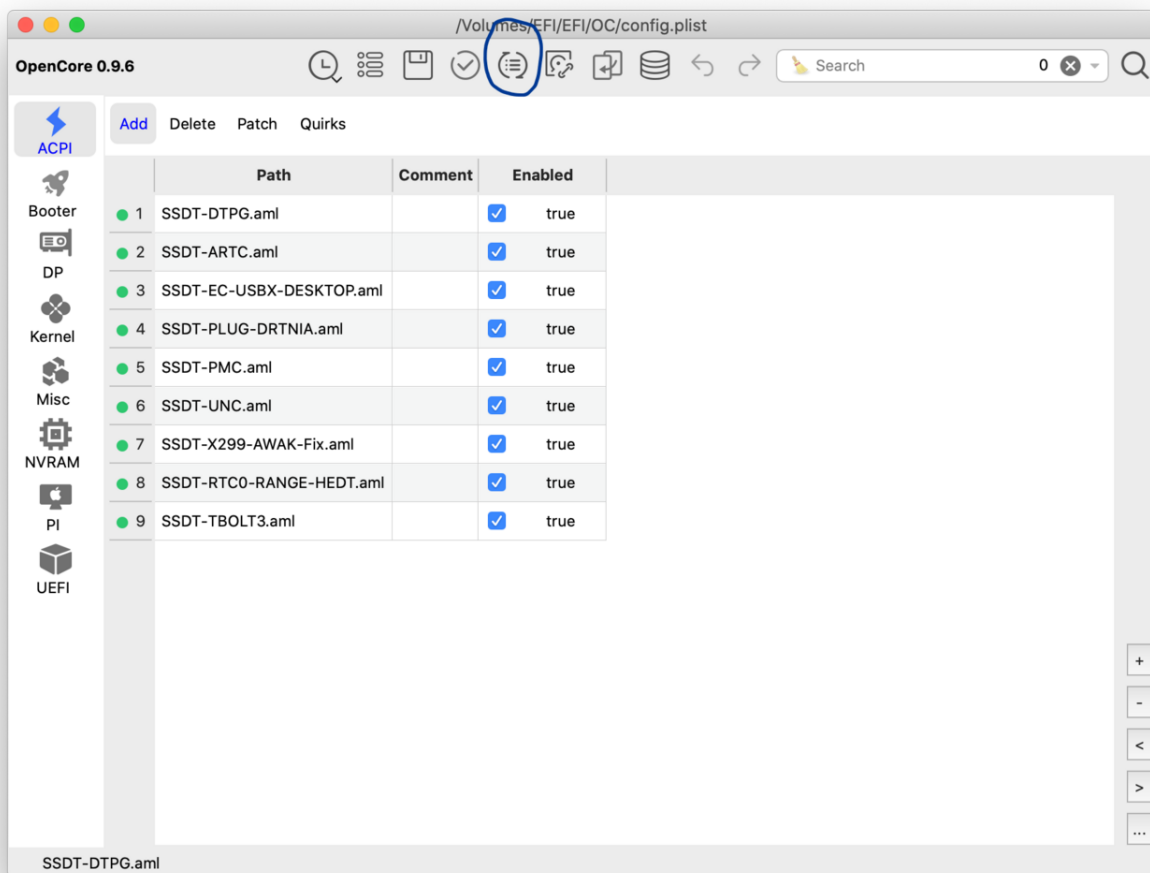 /Volumes/EFI/EFI/OC/config.plist
OpenCore 0.9.6
Search 0
ACPI
Booter
DP
Kernel
Misc
NVRAM
PI
UEFI
Add Delete Patch Quirks
Path Comment Enabled
1 SSDT-DTPG.aml true
2 SSDT-ARTC.aml true
3 SSDT-EC-USBX-DESKTOP.aml true
4 SSDT-PLUG-DRTNIA.aml true
5 SSDT-PMC.aml true
6 SSDT-UNC.aml true
7 SSDT-X299-AWAK-Fix.aml true
8 SSDT-RTC0-RANGE-HEDT.aml true
9 SSDT-TBOLT3.aml true
+
-
<
>
...
SSDT-DTPG.aml